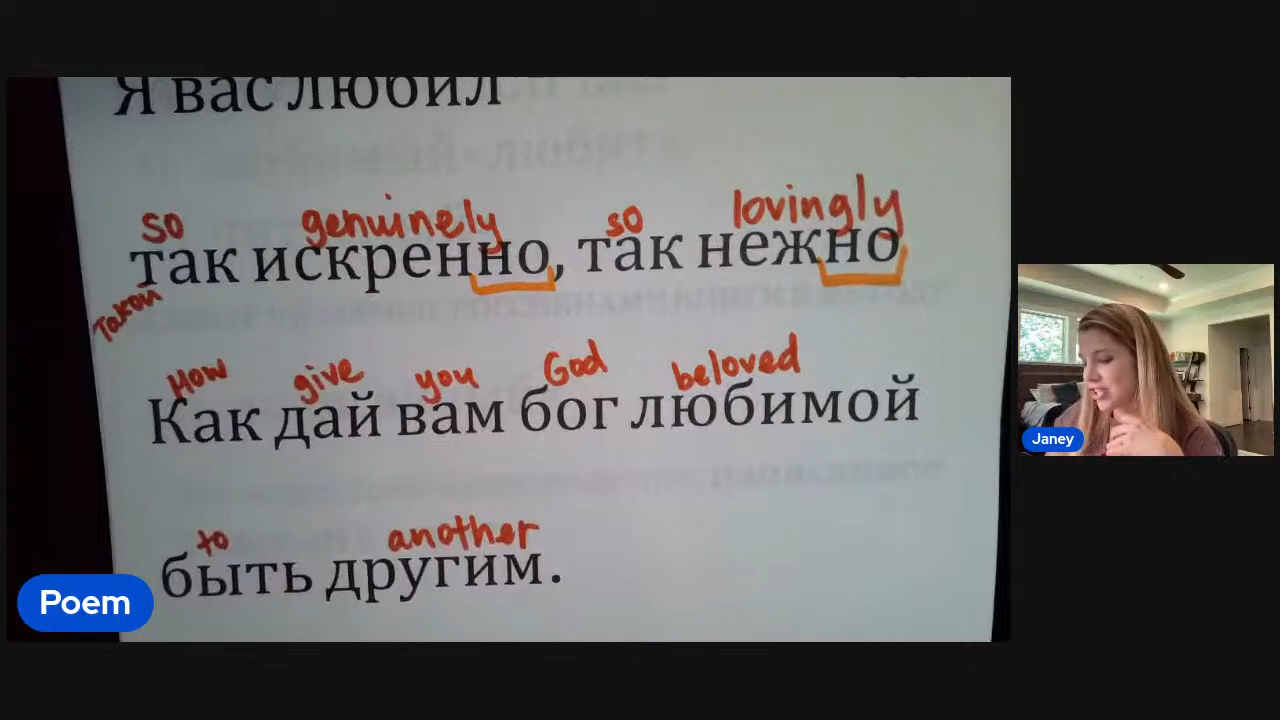 Я вас любил
so genuinely so lovingly
так искренно, так нежно
такой
How give you God beloved
Как дай вам бог любимой
to another
быть другим.
Poem
Janey